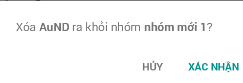 Xóa AuND ra khỏi nhóm nhóm mới 1?
HỦY XÁC NHẬN